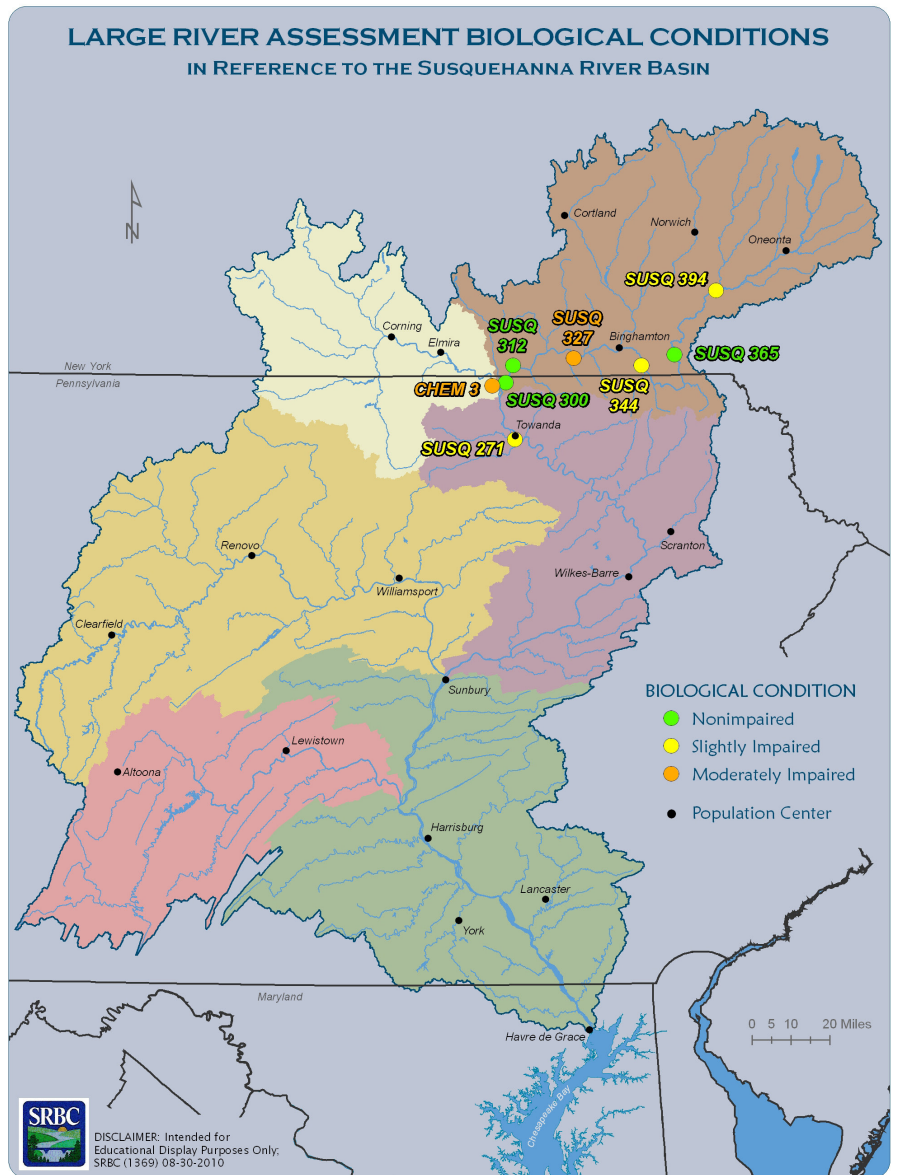 LARGE RIVER ASSESSMENT BIOLOGICAL CONDITIONS
IN REFERENCE TO THE SUSQUEHANNA RIVER BASIN
N
Cortland
Norwich
Oneonta
SUSQ 394
Corning
Elmira
SUSQ
312
SUSQ
327
Binghamton
SUSQ 365
New York
Pennsylvania
CHEM 3
SUSQ 300
SUSQ
344
Towanda
SUSQ 271
Renovo
Scranton
Wilkes-Barre
Williamsport
Clearfield
Sunbury
BIOLOGICAL CONDITION
Nonimpaired
Slightly Impaired
Moderately Impaired
Population Center
Lewistown
Altoona
Harrisburg
Lancaster
York
Maryland
Havre de Grace
0 5 10 20 Miles
Chesapeake Bay
SRBC
DISCLAIMER: Intended for
Educational Display Purposes Only;
SRBC (1369) 08-30-2010